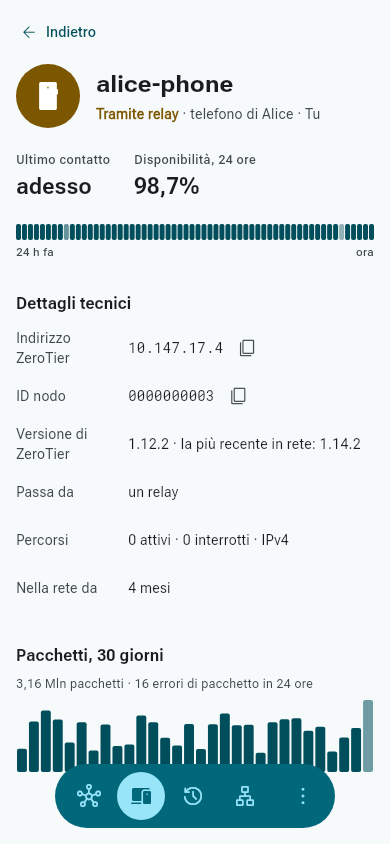 Indietro
alice-phone
Tramite relay · telefono di Alice · Tu
Ultimo contatto
Disponibilità, 24 ore
adesso
98,7%
24 h fa
ora
Dettagli tecnici
Indirizzo
ZeroTier
10.147.17.4
ID nodo
0000000003
Versione di
ZeroTier
1.12.2 · la più recente in rete: 1.14.2
Passa da
un relay
Percorsi
0 attivi · 0 interrotti · IPv4
Nella rete da
4 mesi
Pacchetti, 30 giorni
3,16 Mln pacchetti · 16 errori di pacchetto in 24 ore